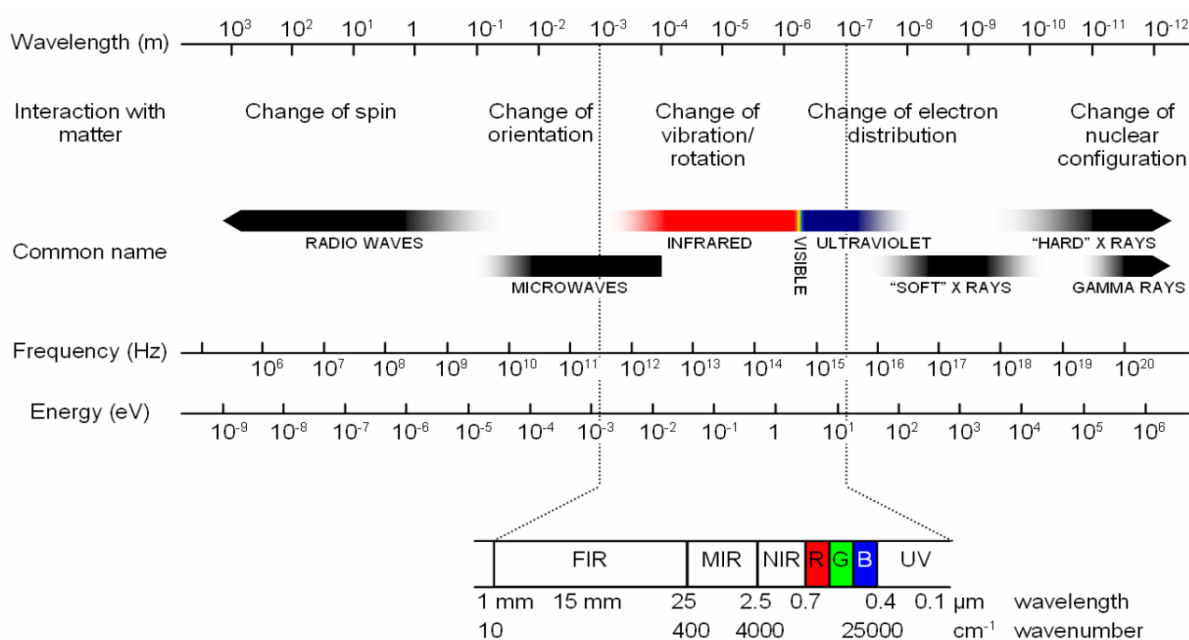 Wavelength (m) 10³ 10² 10¹ 1 10⁻¹ 10⁻² 10⁻³ 10⁻⁴ 10⁻⁵ 10⁻⁶ 10⁻⁷ 10⁻⁸ 10⁻⁹ 10⁻¹⁰ 10⁻¹¹ 10⁻¹²
Interaction with
matter
Change of spin
Change of
orientation
Change of
vibration/
rotation
Change of electron
distribution
Change of
nuclear
configuration
Common name
RADIO WAVES
MICROWAVES
INFRARED
VISIBLE
ULTRAVIOLET
"SOFT" X RAYS
"HARD" X RAYS
GAMMA RAYS
Frequency (Hz)
10⁶ 10⁷ 10⁸ 10⁹ 10¹⁰ 10¹¹ 10¹² 10¹³ 10¹⁴ 10¹⁵ 10¹⁶ 10¹⁷ 10¹⁸ 10¹⁹ 10²⁰
Energy (eV)
10⁻⁹ 10⁻⁸ 10⁻⁷ 10⁻⁶ 10⁻⁵ 10⁻⁴ 10⁻³ 10⁻² 10⁻¹ 1 10¹ 10² 10³ 10⁴ 10⁵ 10⁶
FIR MIR NIR R G B UV
1 mm 15 mm 25 2.5 0.7 0.4 0.1 µm wavelength
10 400 4000 25000 cm⁻¹ wavenumber